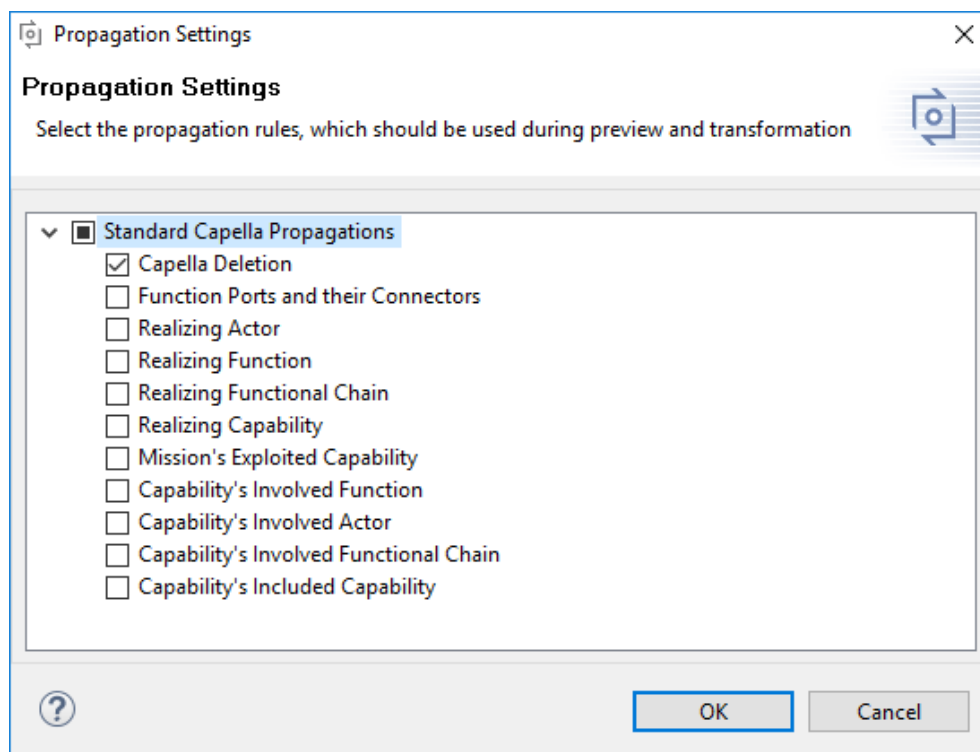 Propagation Settings
Propagation Settings
Select the propagation rules, which should be used during preview and transformation
Standard Capella Propagations
Capella Deletion
Function Ports and their Connectors
Realizing Actor
Realizing Function
Realizing Functional Chain
Realizing Capability
Mission's Exploited Capability
Capability's Involved Function
Capability's Involved Actor
Capability's Involved Functional Chain
Capability's Included Capability
OK Cancel